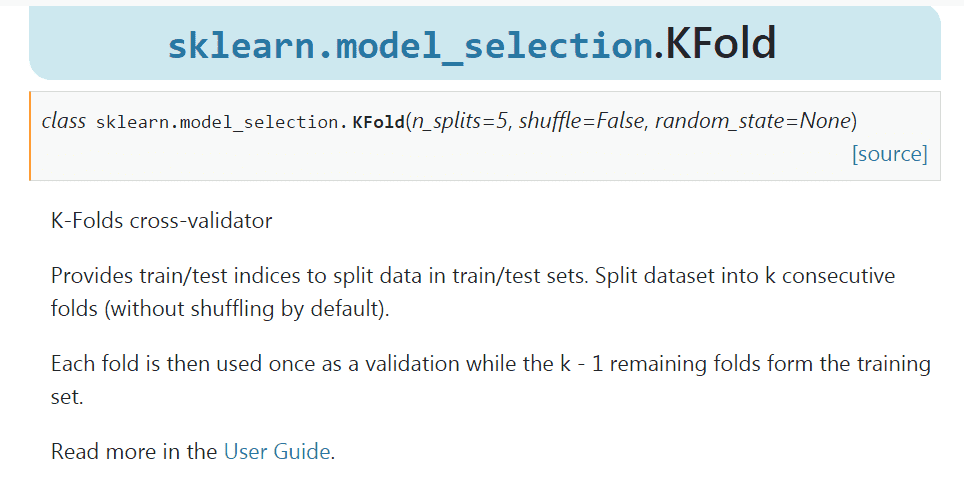 sklearn.model_selection.KFold
class sklearn.model_selection.KFold(n_splits=5, shuffle=False, random_state=None)
[source]
K-Folds cross-validator
Provides train/test indices to split data in train/test sets. Split dataset into k consecutive
folds (without shuffling by default).
Each fold is then used once as a validation while the k - 1 remaining folds form the training
set.
Read more in the User Guide.